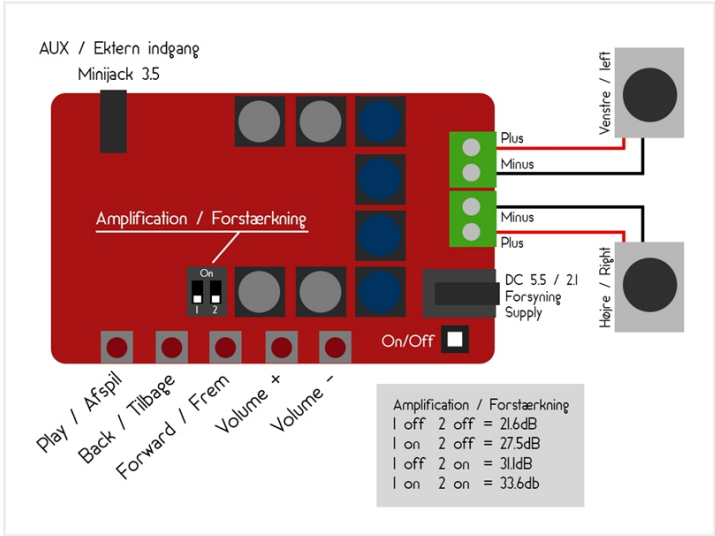 AUX / Ektern indgang
Minijack 3.5
Venstre / left
Plus
Minus
Minus
Plus
Højre / Right
Amplification / Forstærkning
On
1 2
DC 5.5 / 2.1
Forsyning
Supply
On/Off
Play / Afspil
Back / Tilbage
Forward / Frem
Volume +
Volume -
Amplification / Forstærkning
1 off 2 off = 21.6dB
1 on 2 off = 27.5dB
1 off 2 on = 31.1dB
1 on 2 on = 33.6db